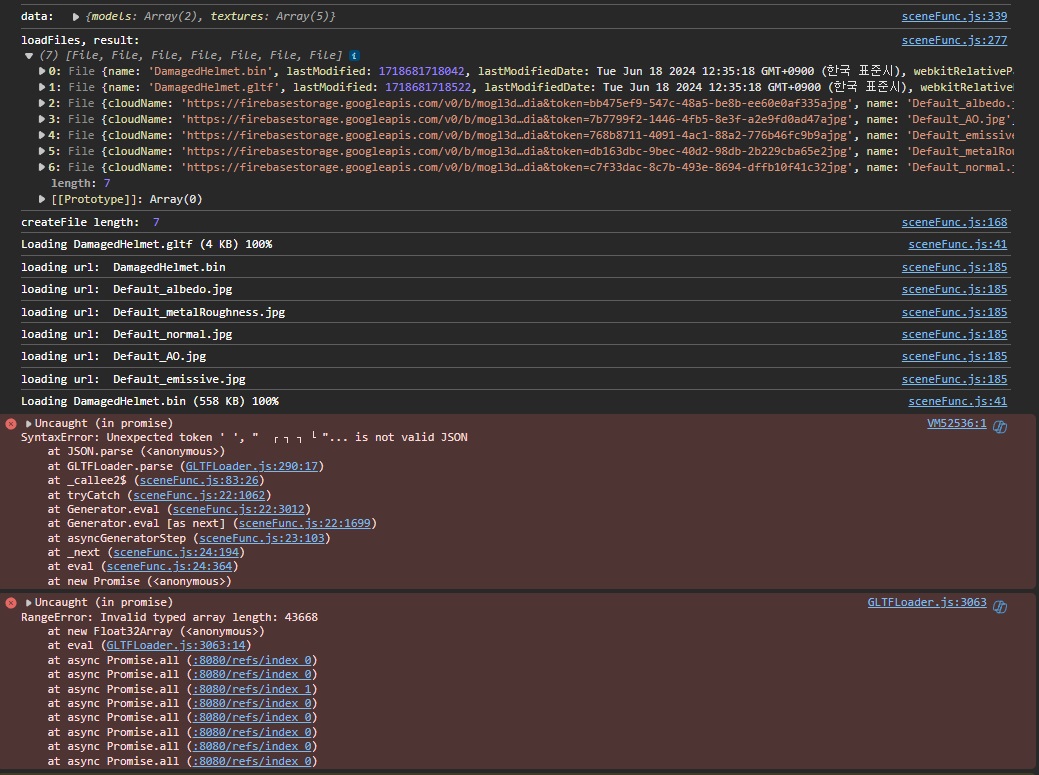 data: ▶ {models: Array(2), textures: Array(5)} sceneFunc.js:339
loadFiles, result: sceneFunc.js:277
▼ (7) [File, File, File, File, File, File, File] i
▶ 0: File {name: 'DamagedHelmet.bin', lastModified: 1718681718042, lastModifiedDate: Tue Jun 18 2024 12:35:18 GMT+0900 (한국 표준시), webkitRelativeP
▶ 1: File {name: 'DamagedHelmet.gltf', lastModified: 1718681718522, lastModifiedDate: Tue Jun 18 2024 12:35:18 GMT+0900 (한국 표준시), webkitRelative
▶ 2: File {cloudName: 'https://firebasestorage.googleapis.com/v0/b/mogl3d…dia&token=bb475ef9-547c-48a5-be8b-ee60e0af335ajpg', name: 'Default_albedo.j
▶ 3: File {cloudName: 'https://firebasestorage.googleapis.com/v0/b/mogl3d…dia&token=7b7799f2-1446-4fb5-8e3f-a2e9fd0ad47ajpg', name: 'Default_AO.jpg',
▶ 4: File {cloudName: 'https://firebasestorage.googleapis.com/v0/b/mogl3d…dia&token=768b8711-4091-4ac1-88a2-776b46fc9b9ajpg', name: 'Default_emissive
▶ 5: File {cloudName: 'https://firebasestorage.googleapis.com/v0/b/mogl3d…dia&token=db163dbc-9bec-40d2-98db-2b229cba65e2jpg', name: 'Default_metalRou
▶ 6: File {cloudName: 'https://firebasestorage.googleapis.com/v0/b/mogl3d…dia&token=c7f33dac-8c7b-493e-8694-dffb10f41c32jpg', name: 'Default_normal.j
length: 7
▶ [[Prototype]]: Array(0)
createFile length: 7 sceneFunc.js:168
Loading DamagedHelmet.gltf (4 KB) 100% sceneFunc.js:41
loading url: DamagedHelmet.bin sceneFunc.js:185
loading url: Default_albedo.jpg sceneFunc.js:185
loading url: Default_metalRoughness.jpg sceneFunc.js:185
loading url: Default_normal.jpg sceneFunc.js:185
loading url: Default_AO.jpg sceneFunc.js:185
loading url: Default_emissive.jpg sceneFunc.js:185
Loading DamagedHelmet.bin (558 KB) 100% sceneFunc.js:41
▶ Uncaught (in promise) VM52536:1
SyntaxError: Unexpected token ' ', " ┌ ┐ ┐ └ "... is not valid JSON
at JSON.parse (<anonymous>)
at GLTFLoader.parse (GLTFLoader.js:290:17)
at _callee2$ (sceneFunc.js:83:26)
at tryCatch (sceneFunc.js:22:1062)
at Generator.eval (sceneFunc.js:22:3012)
at Generator.eval [as next] (sceneFunc.js:22:1699)
at asyncGeneratorStep (sceneFunc.js:23:103)
at _next (sceneFunc.js:24:194)
at eval (sceneFunc.js:24:364)
at new Promise (<anonymous>)
▶ Uncaught (in promise) GLTFLoader.js:3063
RangeError: Invalid typed array length: 43668
at new Float32Array (<anonymous>)
at eval (GLTFLoader.js:3063:14)
at async Promise.all (:8080/refs/index 0)
at async Promise.all (:8080/refs/index 0)
at async Promise.all (:8080/refs/index 1)
at async Promise.all (:8080/refs/index 0)
at async Promise.all (:8080/refs/index 0)
at async Promise.all (:8080/refs/index 0)
at async Promise.all (:8080/refs/index 0)
at async Promise.all (:8080/refs/index 0)